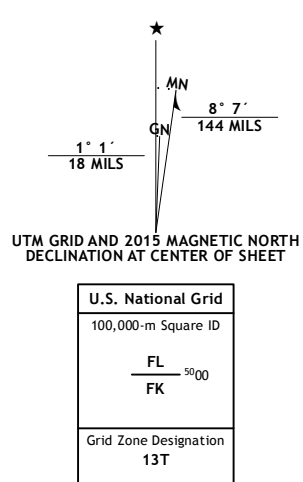 ★
MN
GN
8° 7´
144 MILS
1° 1´
18 MILS
UTM GRID AND 2015 MAGNETIC NORTH
DECLINATION AT CENTER OF SHEET
U.S. National Grid
100,000-m Square ID
FL
5000
FK
Grid Zone Designation
13T